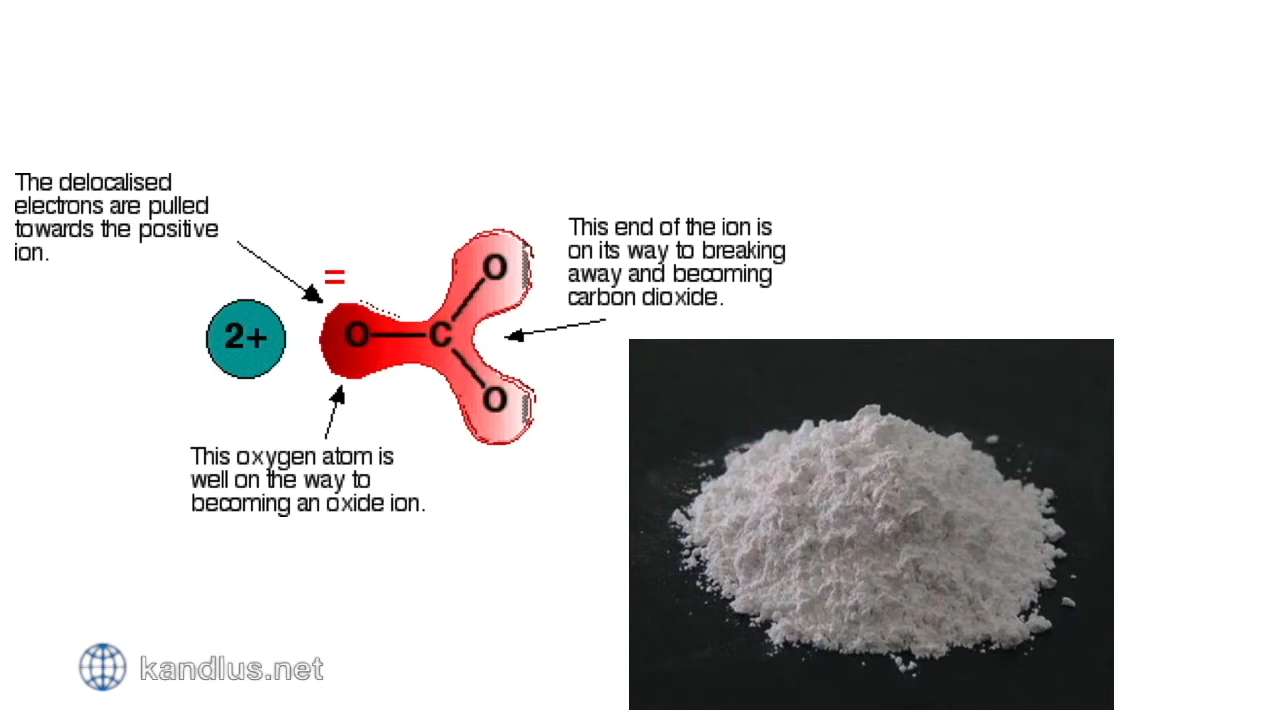 The delocalised
electrons are pulled
towards the positive
ion.
This end of the ion is
on its way to breaking
away and becoming
carbon dioxide.
=
2+
O
C
O
O
This oxygen atom is
well on the way to
becoming an oxide ion.
kandlus.net